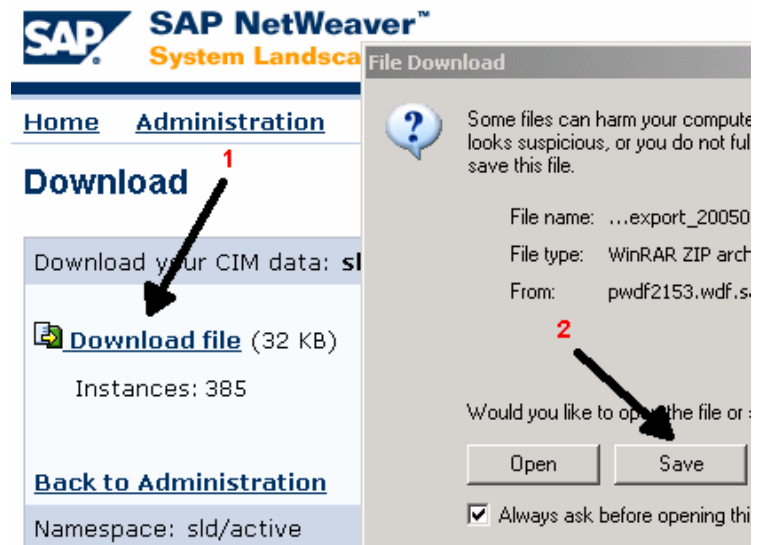 SAP
SAP NetWeaver™
System Landsca
Home Administration
1
Download
Download your CIM data: sl
Download file (32 KB)
Instances: 385
Back to Administration
Namespace: sld/active
File Download
Some files can harm your compute
looks suspicious, or you do not ful
save this file.
File name: ...export_20050
File type: WinRAR ZIP arch
From: pwdf2153.wdf.s
2
Would you like to open the file or
Open Save
Always ask before opening thi